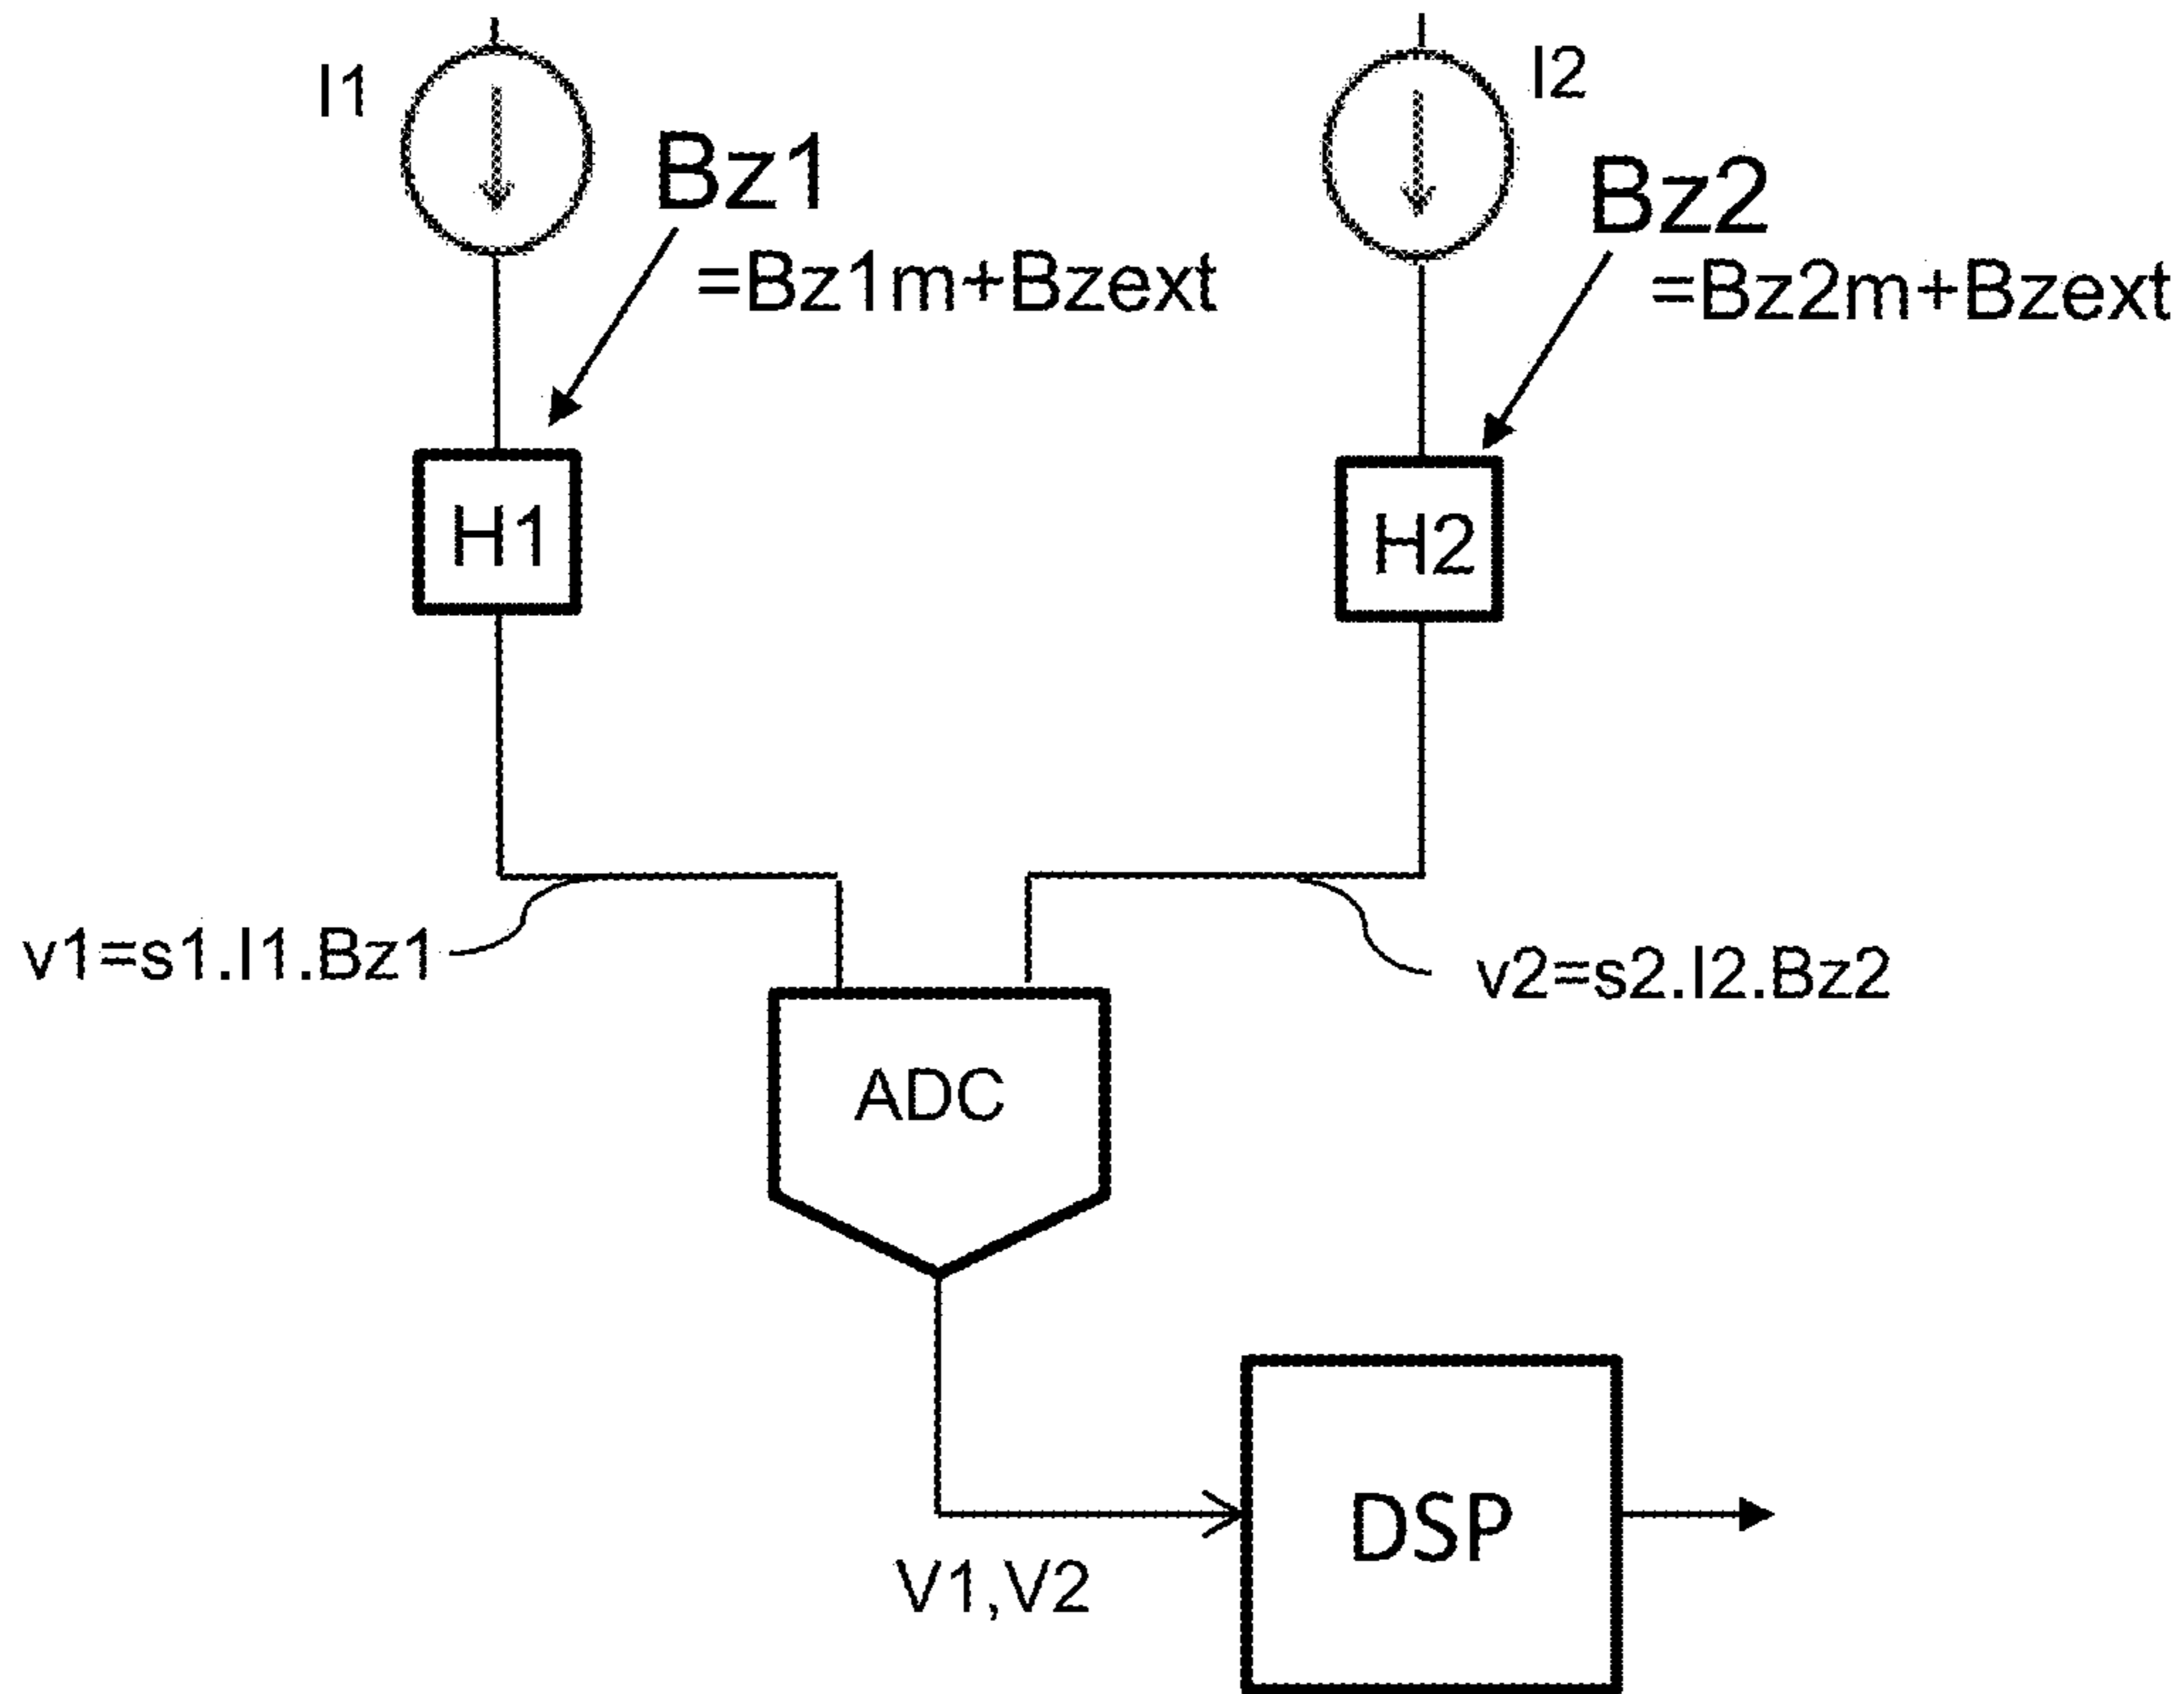 I1
Bz1
=Bz1m+Bzext
I2
Bz2
=Bz2m+Bzext
H1
H2
v1=s1.I1.Bz1
v2=s2.I2.Bz2
ADC
V1,V2
DSP